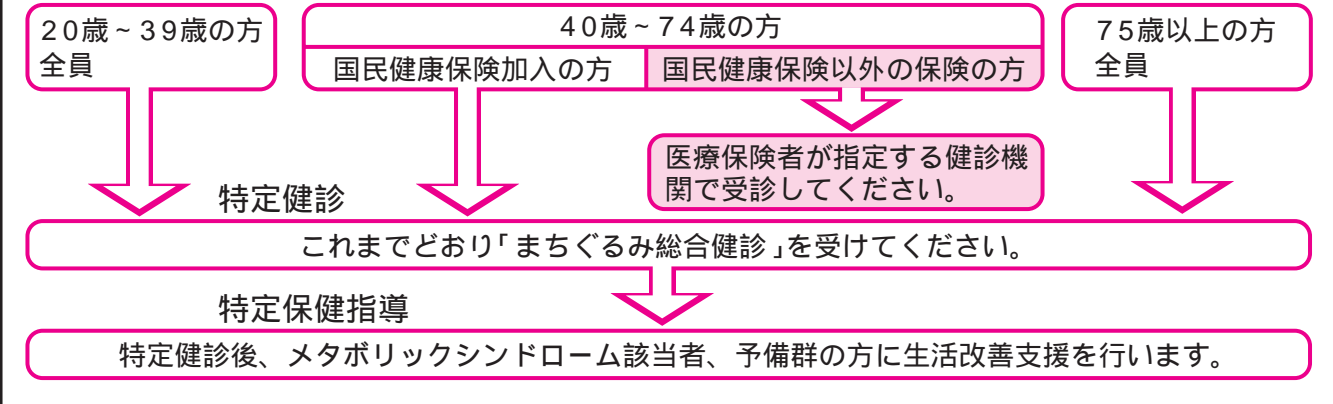 20歳~39歳の方
全員
40歳~74歳の方
国民健康保険加入の方
国民健康保険以外の保険の方
75歳以上の方
全員
医療保険者が指定する健診機
関で受診してください。
特定健診
これまでどおり「まちぐるみ総合健診」を受けてください。
特定保健指導
特定健診後、メタボリックシンドローム該当者、予備群の方に生活改善支援を行います。